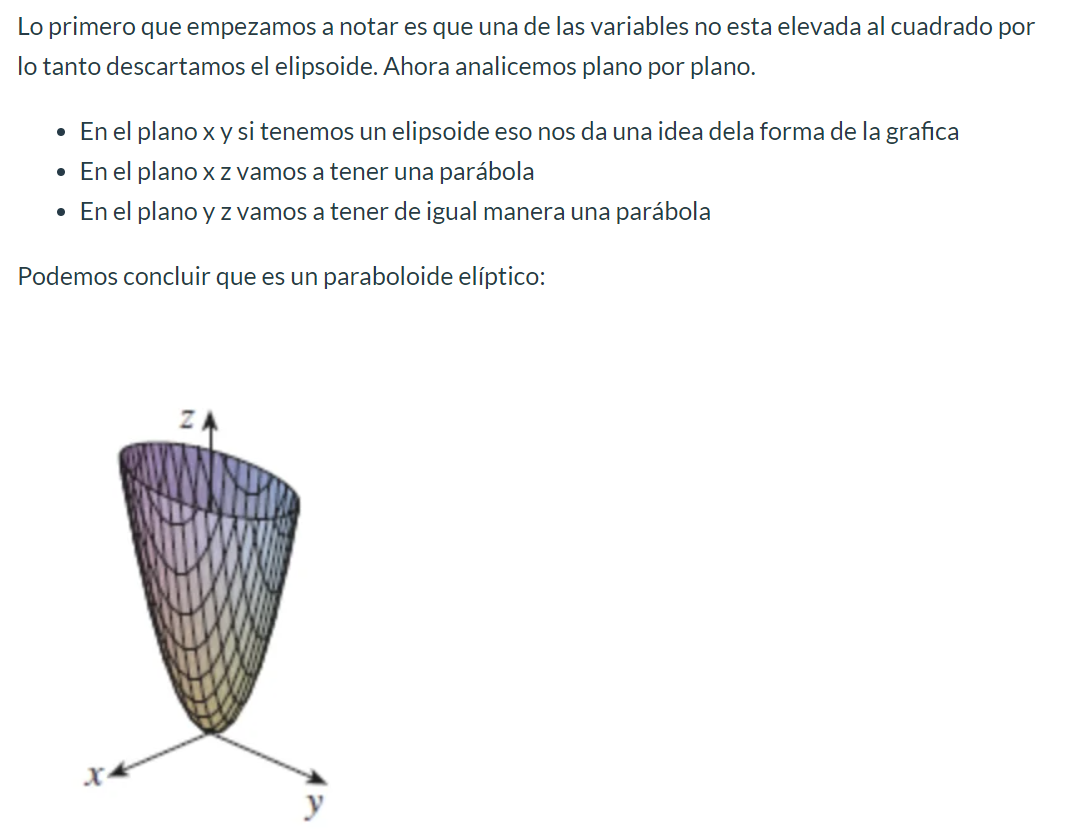 Lo primero que empezamos a notar es que una de las variables no esta elevada al cuadrado por
lo tanto descartamos el elipsoide. Ahora analicemos plano por plano.
• En el plano x y si tenemos un elipsoide eso nos da una idea dela forma de la grafica
• En el plano x z vamos a tener una parábola
• En el plano y z vamos a tener de igual manera una parábola
Podemos concluir que es un paraboloide elíptico:
z
x
y